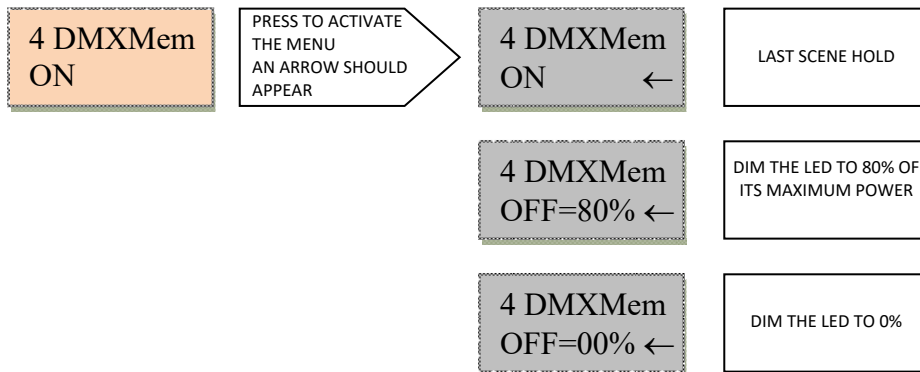 4 DMXMem
ON
PRESS TO ACTIVATE
THE MENU
AN ARROW SHOULD
APPEAR
4 DMXMem
ON ←
LAST SCENE HOLD
4 DMXMem
OFF=80% ←
DIM THE LED TO 80% OF
ITS MAXIMUM POWER
4 DMXMem
OFF=00% ←
DIM THE LED TO 0%